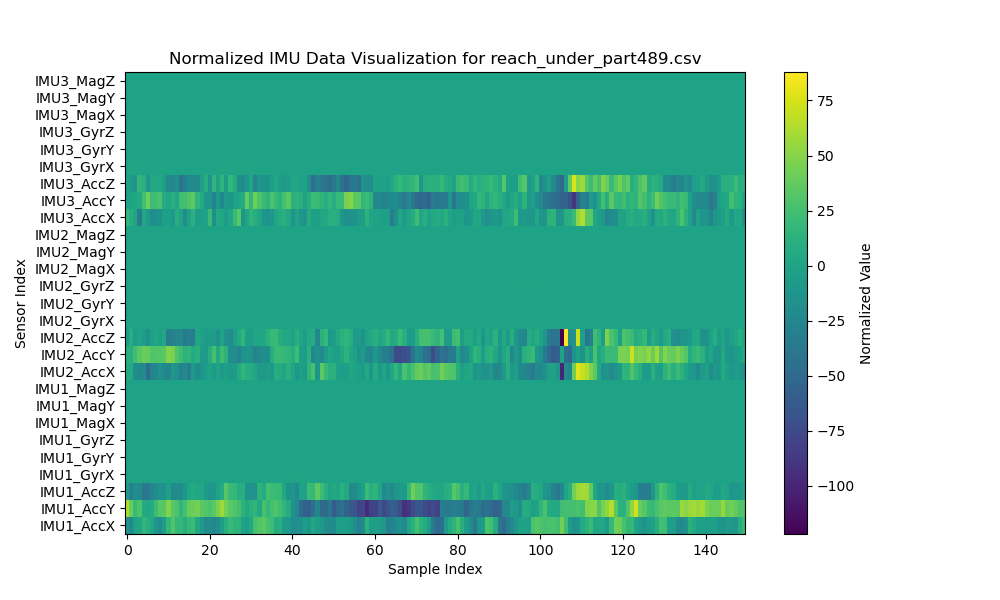 Normalized IMU Data Visualization for reach_under_part489.csv
IMU3_MagZ
IMU3_MagY
IMU3_MagX
IMU3_GyrZ
IMU3_GyrY
IMU3_GyrX
IMU3_AccZ
IMU3_AccY
IMU3_AccX
IMU2_MagZ
IMU2_MagY
IMU2_MagX
IMU2_GyrZ
IMU2_GyrY
IMU2_GyrX
IMU2_AccZ
IMU2_AccY
IMU2_AccX
IMU1_MagZ
IMU1_MagY
IMU1_MagX
IMU1_GyrZ
IMU1_GyrY
IMU1_GyrX
IMU1_AccZ
IMU1_AccY
IMU1_AccX
Sensor Index
0 20 40 60 80 100 120 140
Sample Index
75
50
25
0
−25
−50
−75
−100
Normalized Value